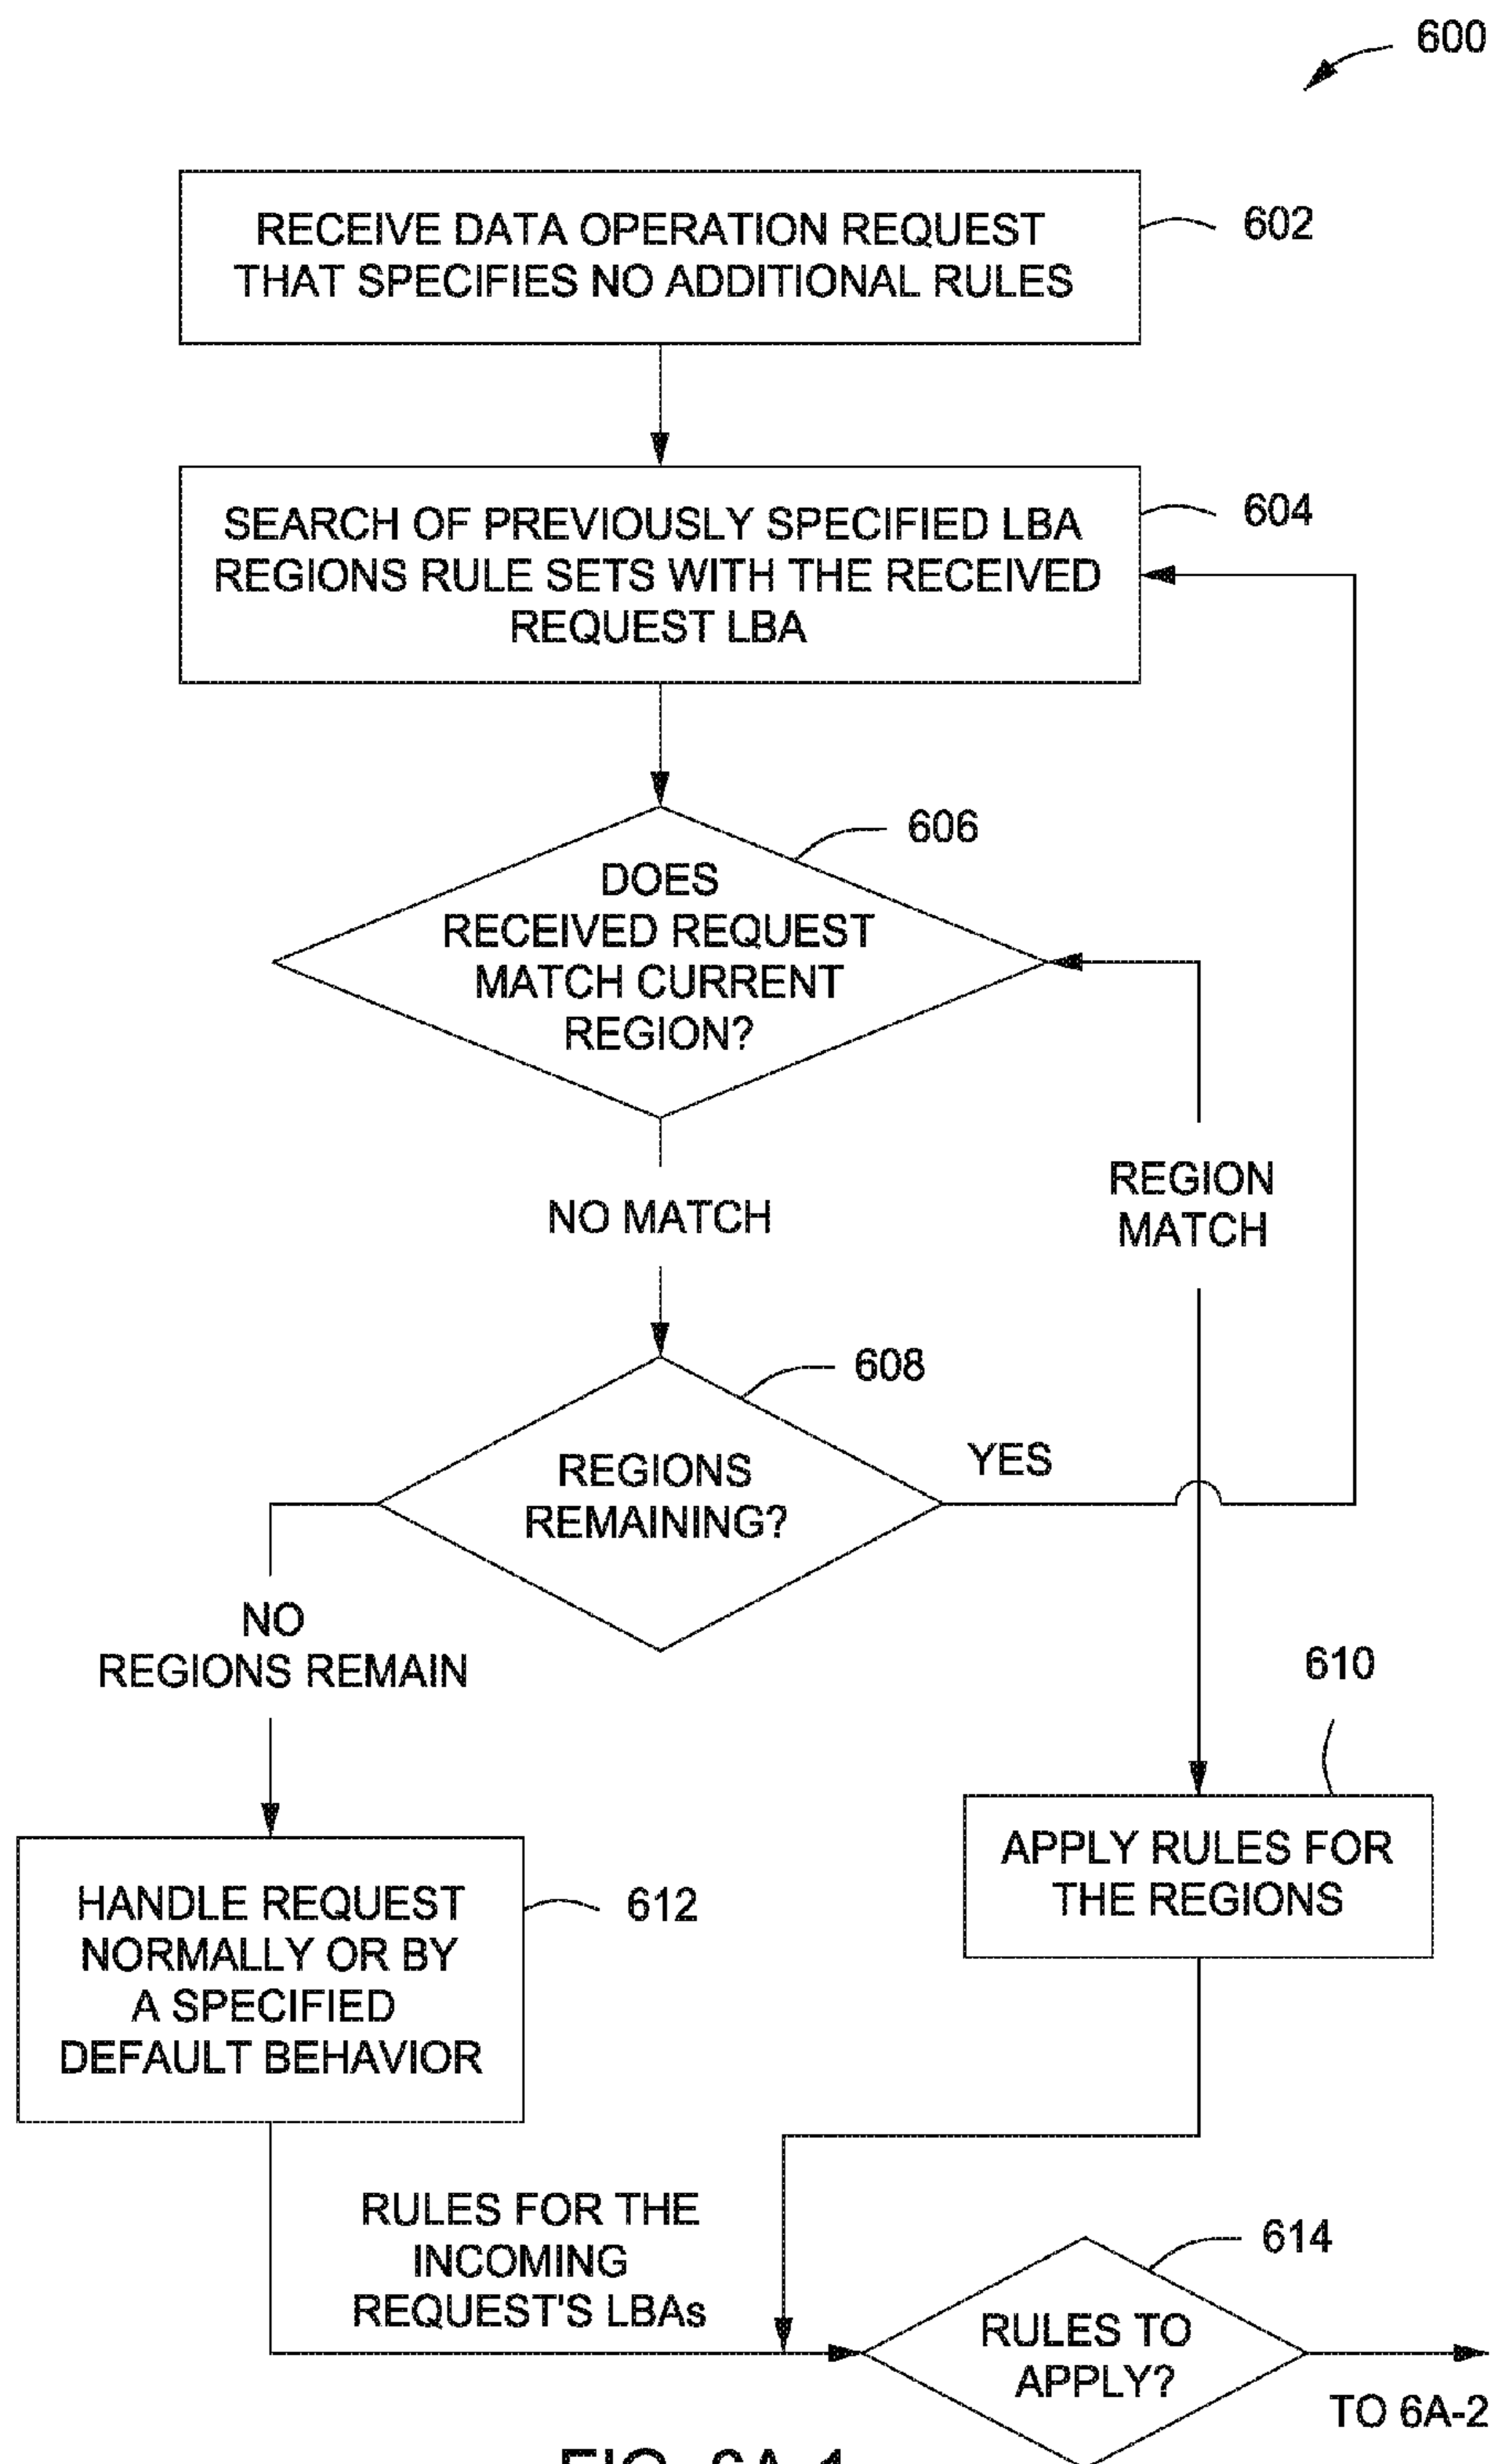 600
RECEIVE DATA OPERATION REQUEST
THAT SPECIFIES NO ADDITIONAL RULES
602
SEARCH OF PREVIOUSLY SPECIFIED LBA
REGIONS RULE SETS WITH THE RECEIVED
REQUEST LBA
604
606
DOES
RECEIVED REQUEST
MATCH CURRENT
REGION?
REGION
MATCH
NO MATCH
608
REGIONS
REMAINING?
YES
NO
REGIONS REMAIN
610
APPLY RULES FOR
THE REGIONS
HANDLE REQUEST
NORMALLY OR BY
A SPECIFIED
DEFAULT BEHAVIOR
612
RULES FOR THE
INCOMING
REQUEST'S LBAs
614
RULES TO
APPLY?
TO 6A-2
FIG. 6A-1